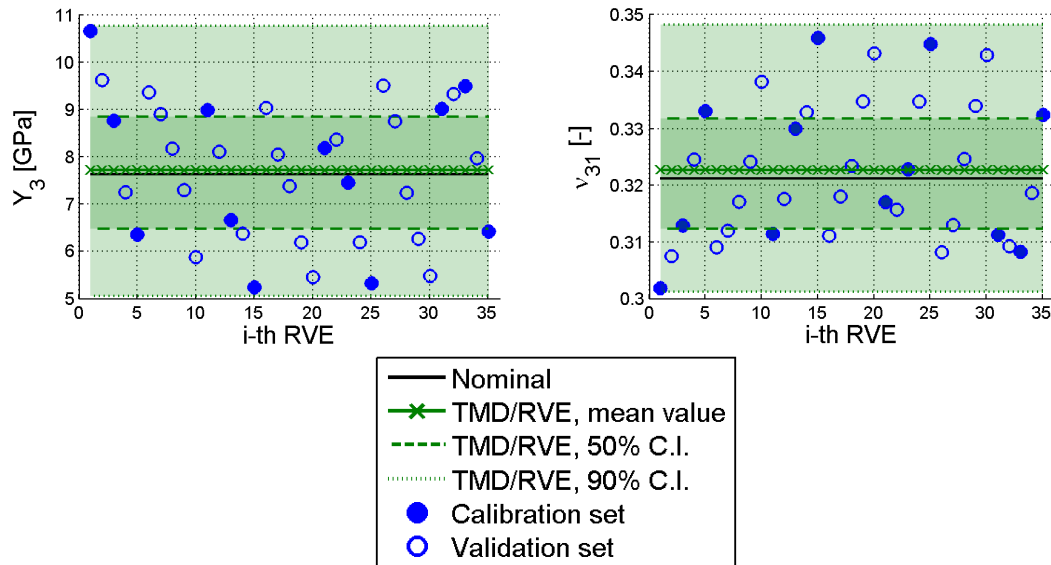 11
10
9
8
7
6
5
Y3 [GPa]
0 5 10 15 20 25 30 35
i-th RVE
0.35
0.34
0.33
0.32
0.31
0.3
ν31 [-]
0 5 10 15 20 25 30 35
i-th RVE
Nominal
TMD/RVE, mean value
TMD/RVE, 50% C.I.
TMD/RVE, 90% C.I.
Calibration set
Validation set